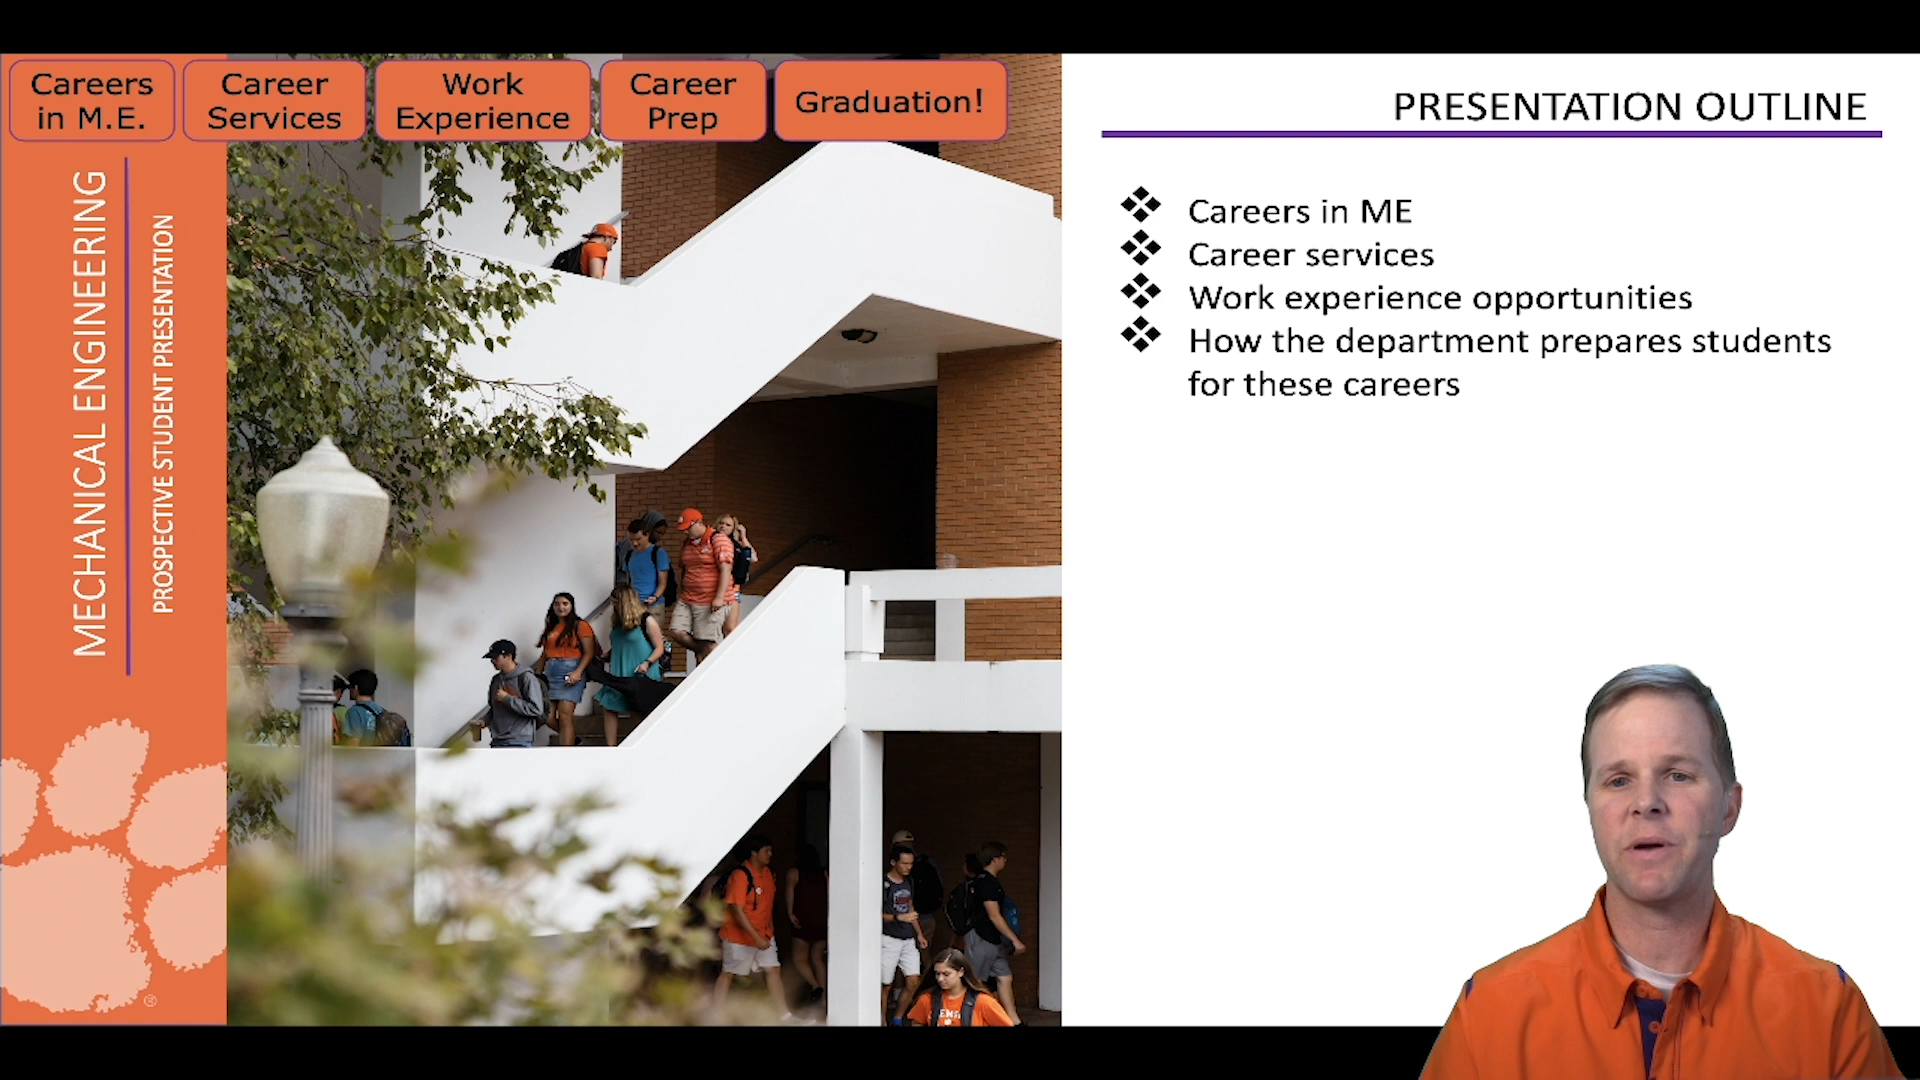 Careers
in M.E.
Career
Services
Work
Experience
Career
Prep
Graduation!
MECHANICAL ENGINEERING
PROSPECTIVE STUDENT PRESENTATION
®
PRESENTATION OUTLINE
❖ Careers in ME
❖ Career services
❖ Work experience opportunities
❖ How the department prepares students
for these careers